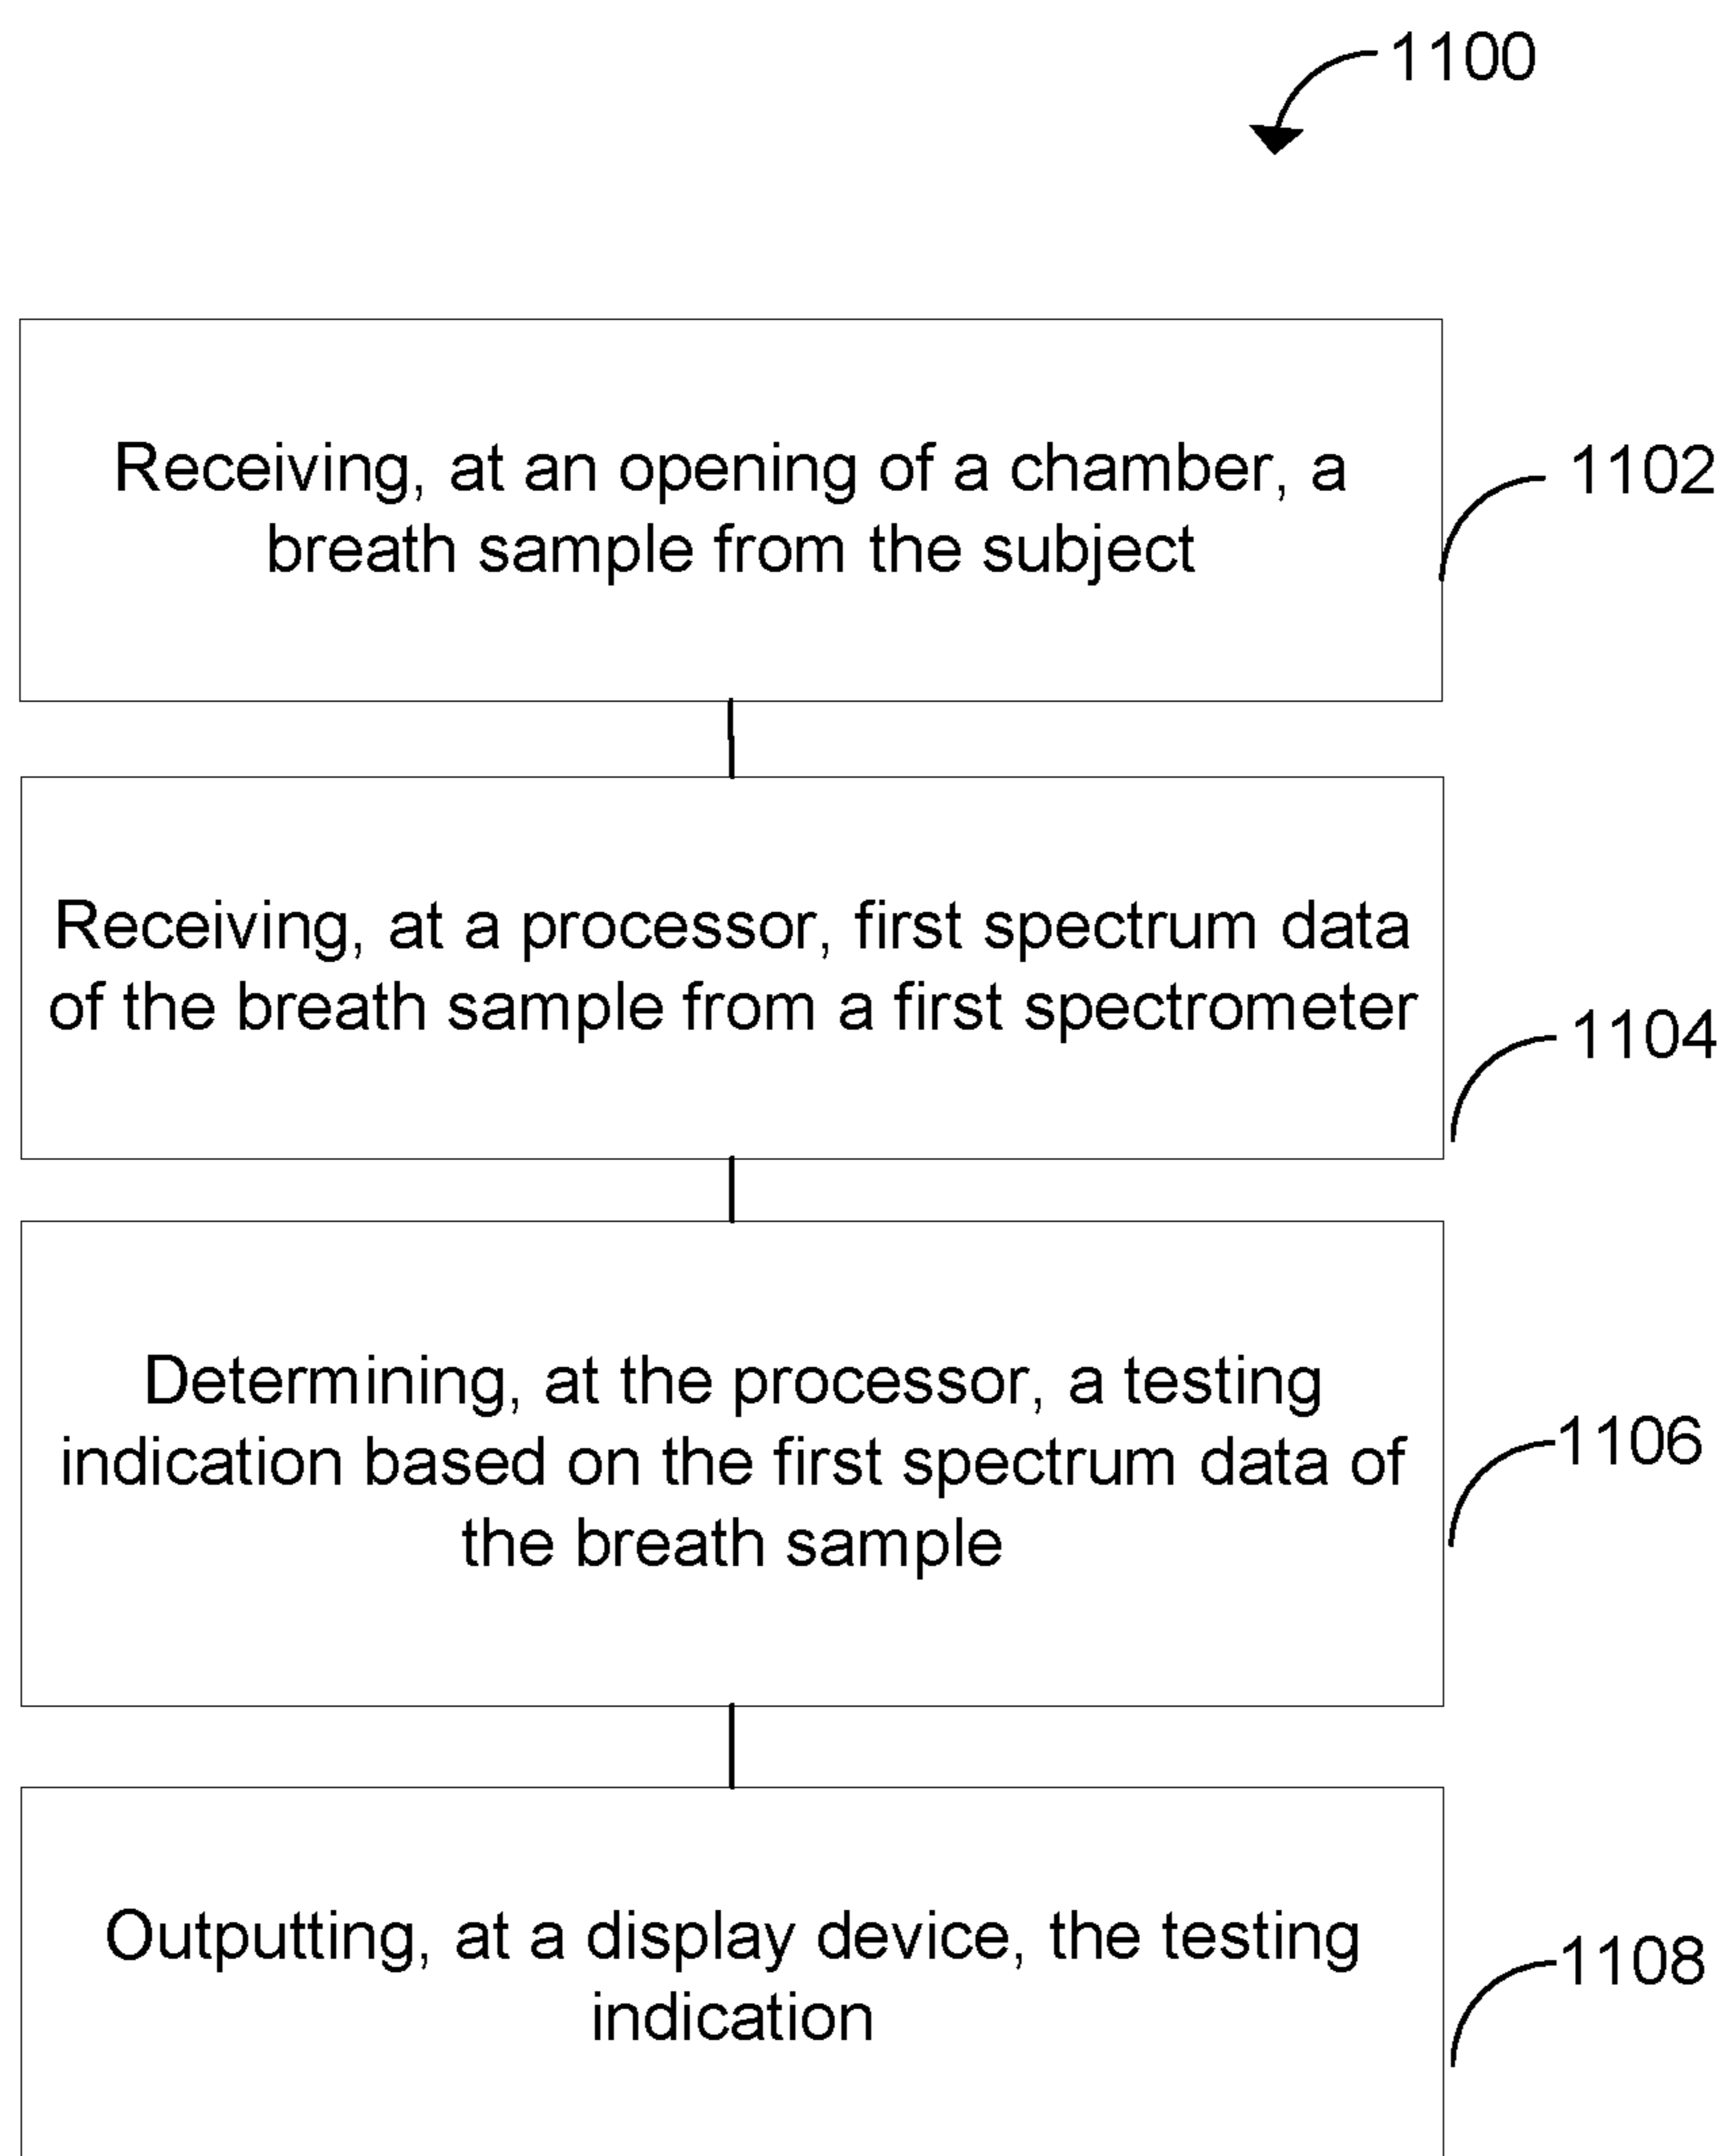 1100
Receiving, at an opening of a chamber, a
breath sample from the subject
1102
Receiving, at a processor, first spectrum data
of the breath sample from a first spectrometer
1104
Determining, at the processor, a testing
indication based on the first spectrum data of
the breath sample
1106
Outputting, at a display device, the testing
indication
1108